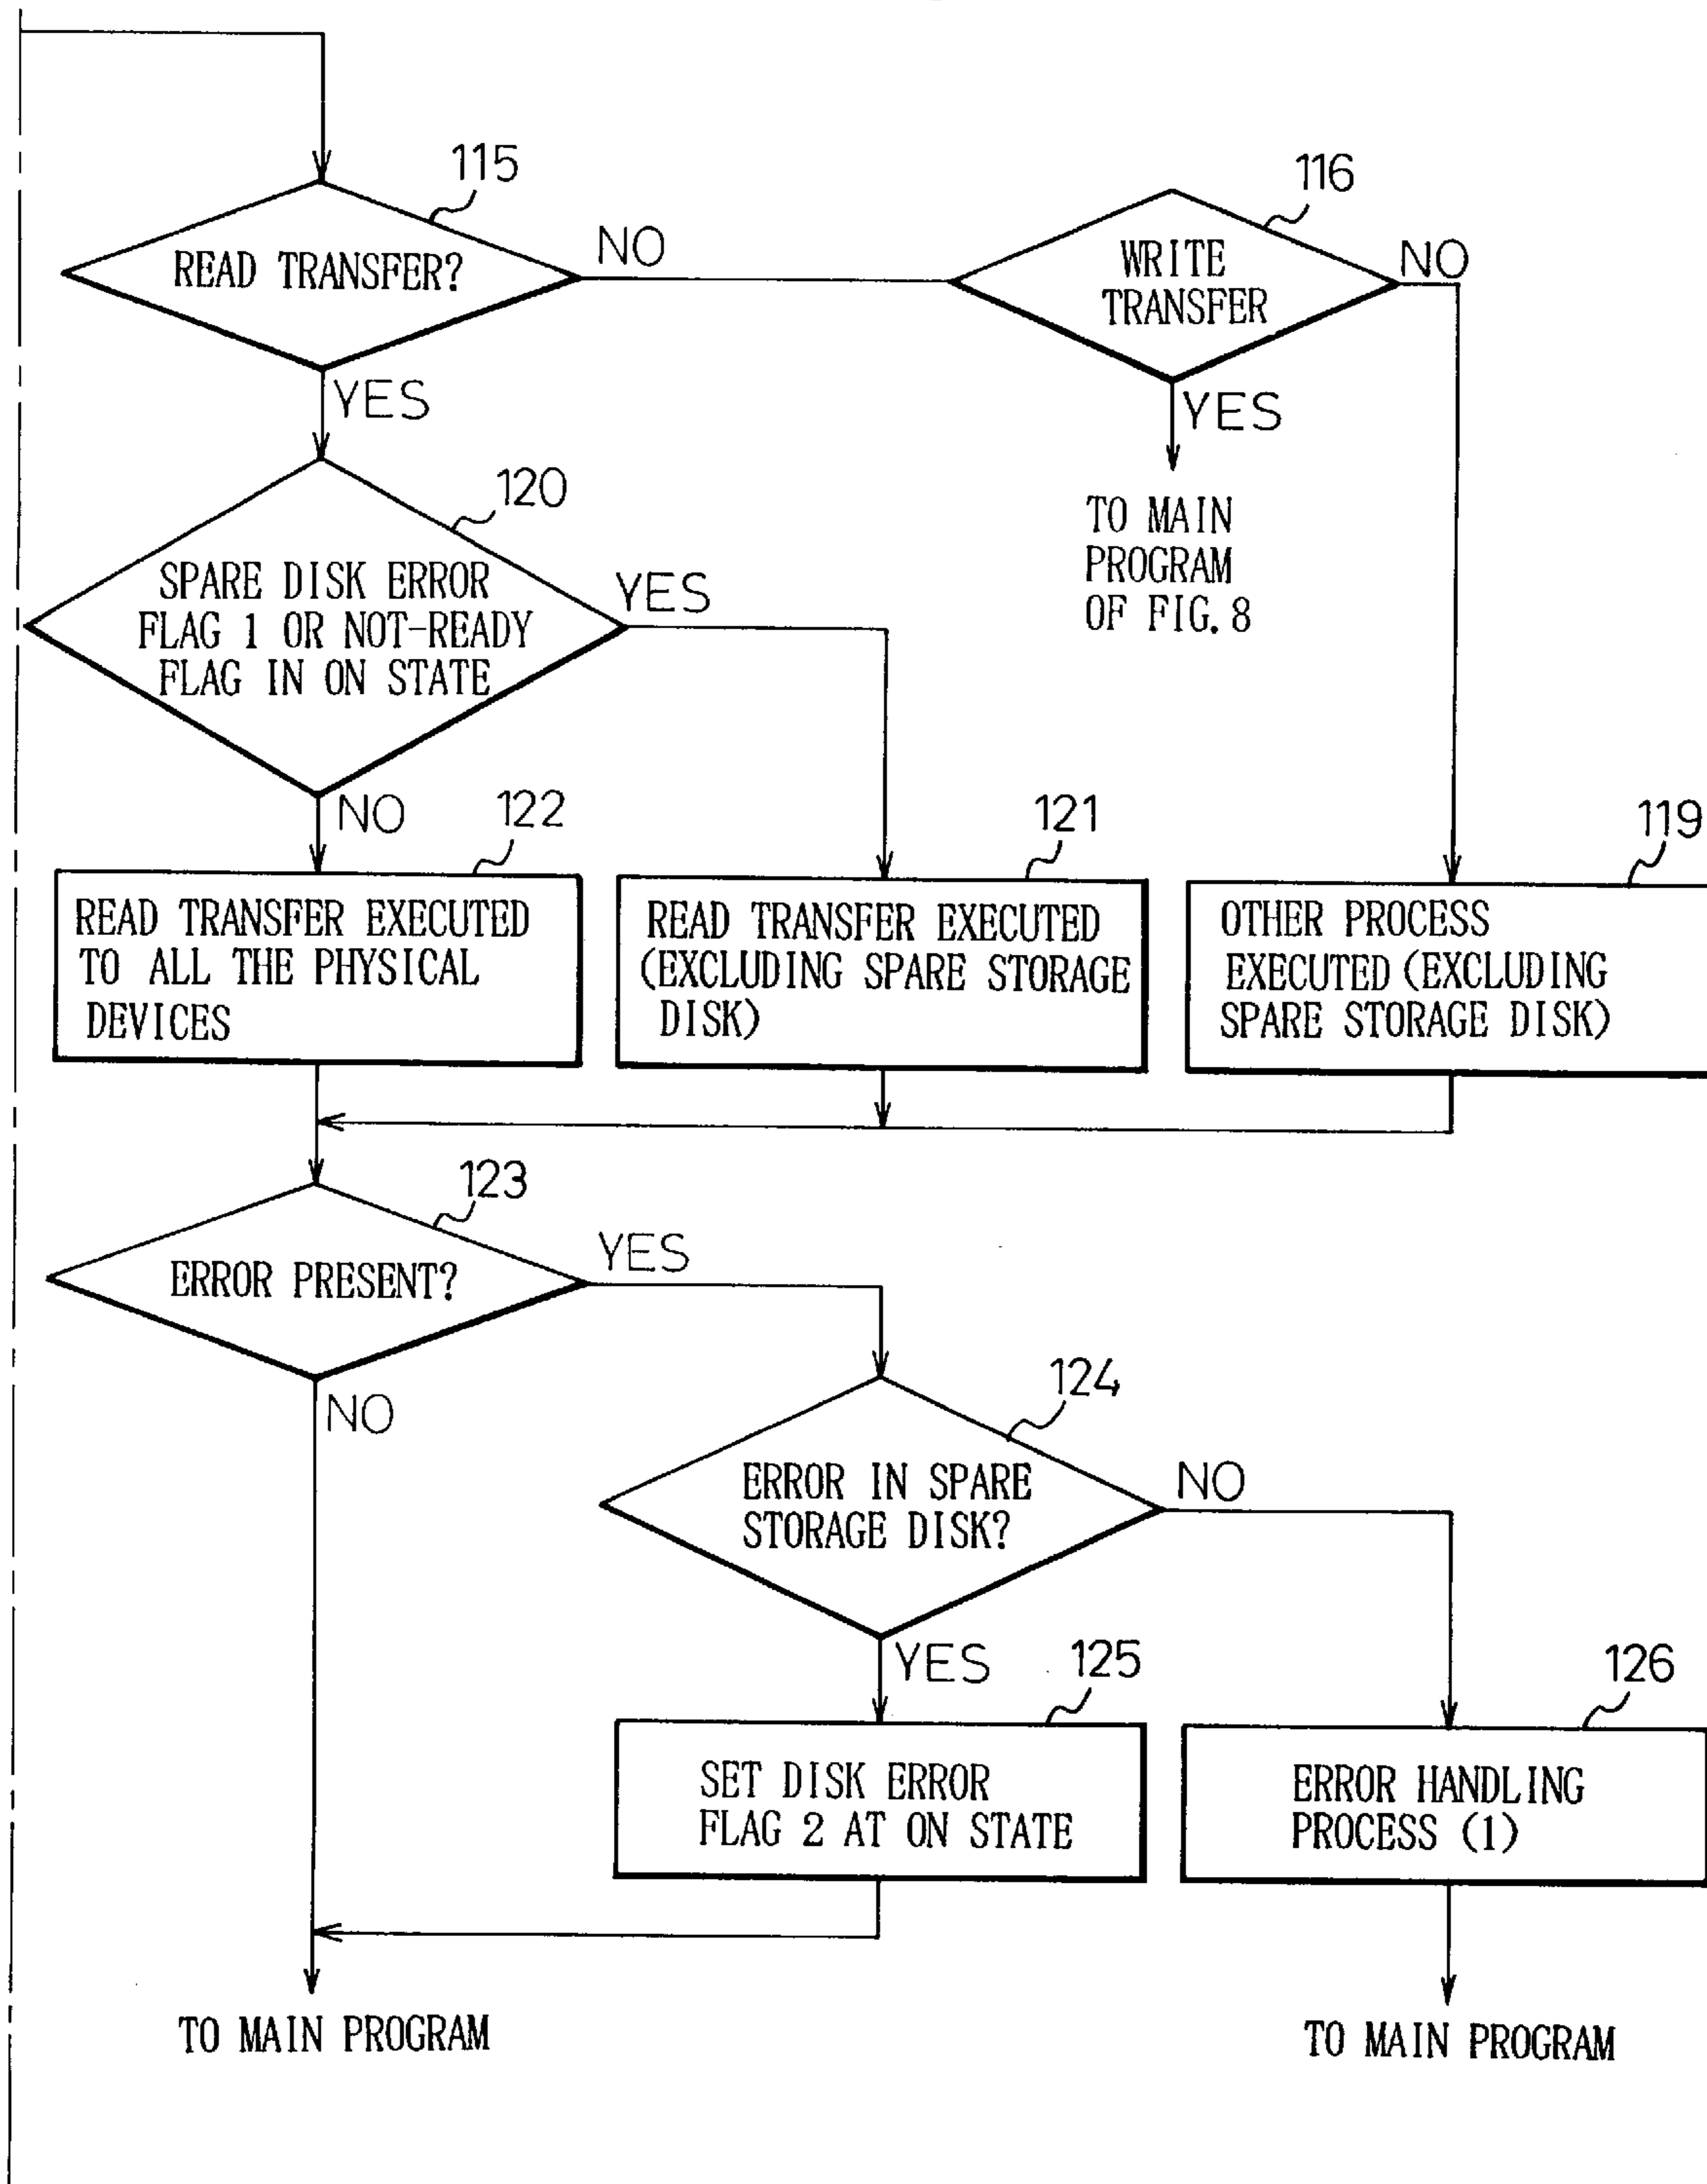 115
READ TRANSFER?
NO
116
WRITE
TRANSFER
NO
YES
YES
TO MAIN
PROGRAM
OF FIG. 8
120
SPARE DISK ERROR
FLAG 1 OR NOT-READY
FLAG IN ON STATE
YES
NO
122
READ TRANSFER EXECUTED
TO ALL THE PHYSICAL
DEVICES
121
READ TRANSFER EXECUTED
(EXCLUDING SPARE STORAGE
DISK)
119
OTHER PROCESS
EXECUTED (EXCLUDING
SPARE STORAGE DISK)
123
ERROR PRESENT?
YES
NO
124
ERROR IN SPARE
STORAGE DISK?
NO
YES
125
SET DISK ERROR
FLAG 2 AT ON STATE
126
ERROR HANDLING
PROCESS (1)
TO MAIN PROGRAM
TO MAIN PROGRAM